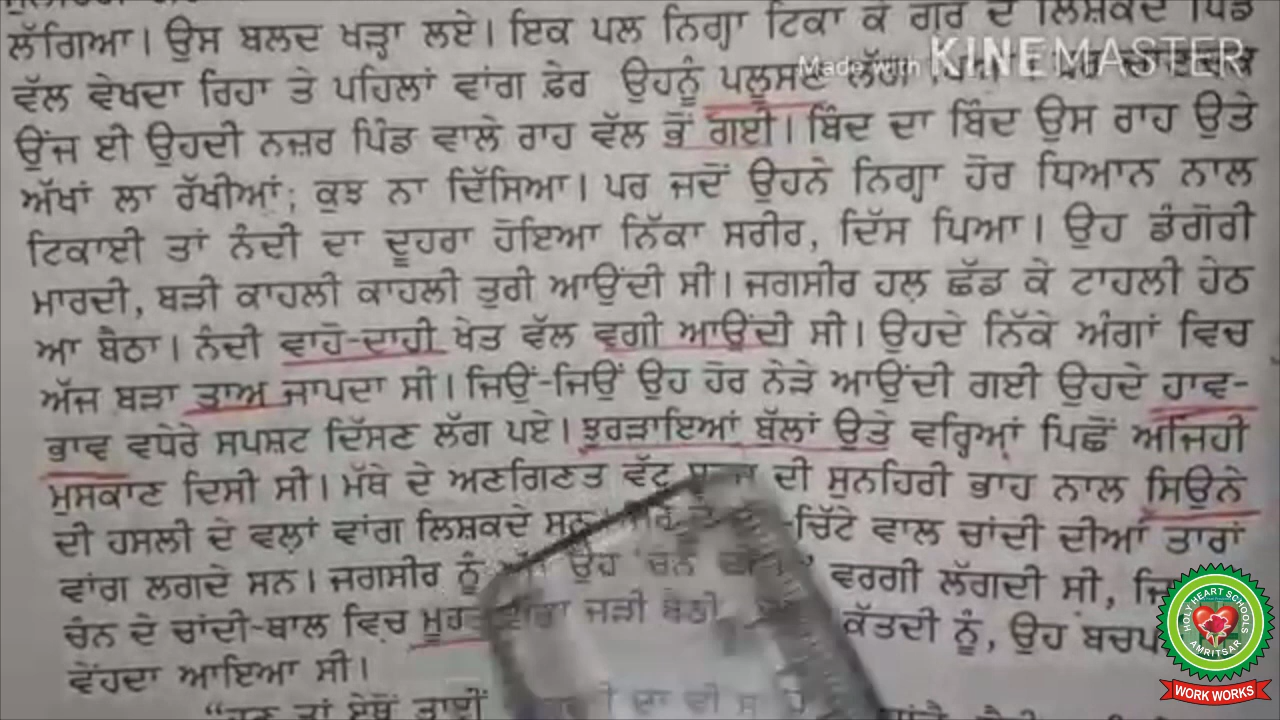 ਲੱਗਿਆ। ਉਸ ਬਲਦ ਖੜ੍ਹਾ ਲਏ। ਇਕ ਪਲ ਨਿਗ੍ਹਾ ਟਿਕਾ ਕੇ ਗਰ ਦੇ ਲਿਸ਼ਕਦੇ ਪਿੰਡੇ
Made with KINEMASTER
ਵੱਲ ਵੇਖਦਾ ਰਿਹਾ ਤੇ ਪਹਿਲਾਂ ਵਾਂਗ ਫ਼ੇਰ ਉਹਨੂੰ ਪਲੂਸਣ ਲੱਗ
ਉਂਜ ਈ ਉਹਦੀ ਨਜ਼ਰ ਪਿੰਡ ਵਾਲੇ ਰਾਹ ਵੱਲ ਭੌਂ ਗਈ। ਬਿੰਦ ਦਾ ਬਿੰਦ ਉਸ ਰਾਹ ਉਤੇ
ਅੱਖਾਂ ਲਾ ਰੱਖੀਆਂ; ਕੁਝ ਨਾ ਦਿੱਸਿਆ। ਪਰ ਜਦੋਂ ਉਹਨੇ ਨਿਗ੍ਹਾ ਹੋਰ ਧਿਆਨ ਨਾਲ
ਟਿਕਾਈ ਤਾਂ ਨੰਦੀ ਦਾ ਦੂਹਰਾ ਹੋਇਆ ਨਿੱਕਾ ਸਰੀਰ, ਦਿੱਸ ਪਿਆ। ਉਹ ਡੰਗੋਰੀ
ਮਾਰਦੀ, ਬੜੀ ਕਾਹਲੀ ਕਾਹਲੀ ਤੁਰੀ ਆਉਂਦੀ ਸੀ। ਜਗਸੀਰ ਹਲ ਛੱਡ ਕੇ ਟਾਹਲੀ ਹੇਠ
ਆ ਬੈਠਾ। ਨੰਦੀ ਵਾਹੋ-ਦਾਹੀ ਖੇਤ ਵੱਲ ਵਗੀ ਆਉਂਦੀ ਸੀ। ਉਹਦੇ ਨਿੱਕੇ ਅੰਗਾਂ ਵਿਚ
ਅੱਜ ਬੜਾ ਤਾਅ ਜਾਪਦਾ ਸੀ। ਜਿਉਂ-ਜਿਉਂ ਉਹ ਹੋਰ ਨੇੜੇ ਆਉਂਦੀ ਗਈ ਉਹਦੇ ਹਾਵ-
ਭਾਵ ਵਧੇਰੇ ਸਪਸ਼ਟ ਦਿੱਸਣ ਲੱਗ ਪਏ। ਝੁਰੜਾਇਆਂ ਬੁੱਲਾਂ ਉਤੇ ਵਰ੍ਹਿਆਂ ਪਿਛੋਂ ਅਜਿਹੀ
ਮੁਸਕਾਣ ਦਿਸੀ ਸੀ। ਮੱਥੇ ਦੇ ਅਣਗਿਣਤ ਵੱਟ ਦੀ ਸੁਨਹਿਰੀ ਭਾਹ ਨਾਲ ਸਿਉਨੇ
ਦੀ ਹਸਲੀ ਦੇ ਵਲਾਂ ਵਾਂਗ ਲਿਸ਼ਕਦੇ ਸਨ -ਚਿੱਟੇ ਵਾਲ ਚਾਂਦੀ ਦੀਆਂ ਤਾਰਾਂ
ਵਾਂਗ ਲਗਦੇ ਸਨ। ਜਗਸੀਰ ਨੂੰ ਉਹ ਵਰਗੀ ਲੱਗਦੀ ਸੀ,
ਚੰਨ ਦੇ ਚਾਂਦੀ-ਬਾਲ ਵਿਚ ਜੜੀ ਬੈਠੀ ਕੱਤਦੀ ਨੂੰ, ਉਹ
ਵੇਂਹਦਾ ਆਇਆ ਸੀ।
"ਹੁਣ ਤਾਂ ਏਥੋਂ ਤਾਈਂ
HOLY HEART SCHOOLS
AMRITSAR
WORK WORKS